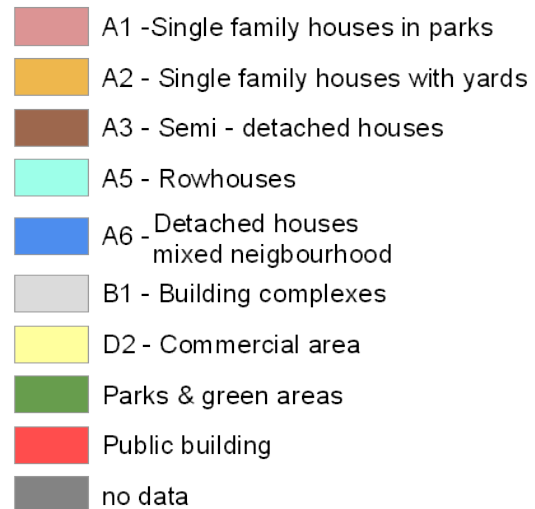 A1 -Single family houses in parks
A2 - Single family houses with yards
A3 - Semi - detached houses
A5 - Rowhouses
A6 - Detached houses
mixed neigbourhood
B1 - Building complexes
D2 - Commercial area
Parks & green areas
Public building
no data